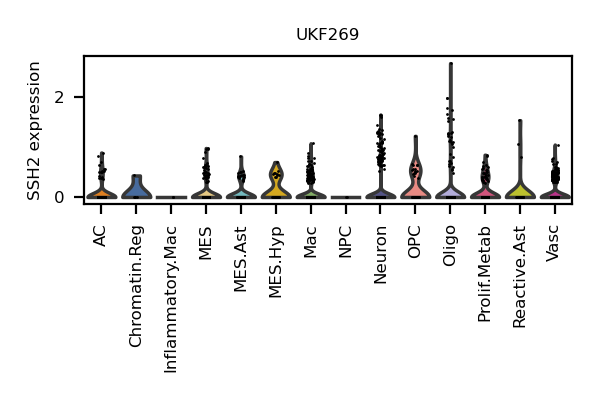 UKF269
SSH2 expression
2
0
AC
Chromatin.Reg
Inflammatory.Mac
MES
MES.Ast
MES.Hyp
Mac
NPC
Neuron
OPC
Oligo
Prolif.Metab
Reactive.Ast
Vasc